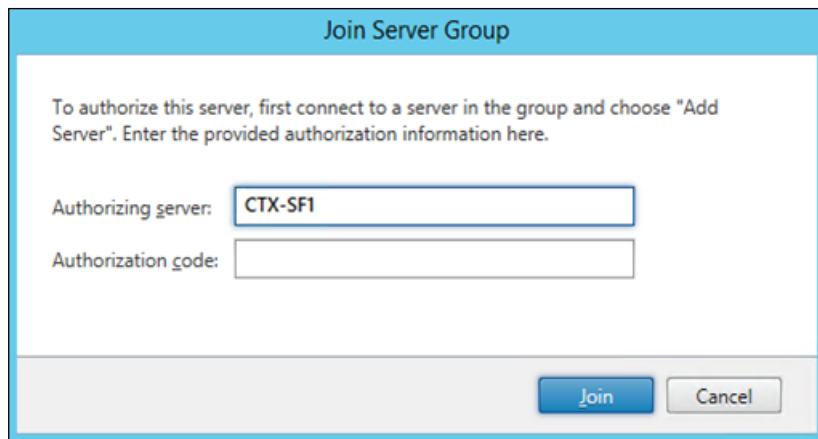 Join Server Group
To authorize this server, first connect to a server in the group and choose "Add
Server". Enter the provided authorization information here.
Authorizing server: CTX-SF1
Authorization code:
Join Cancel